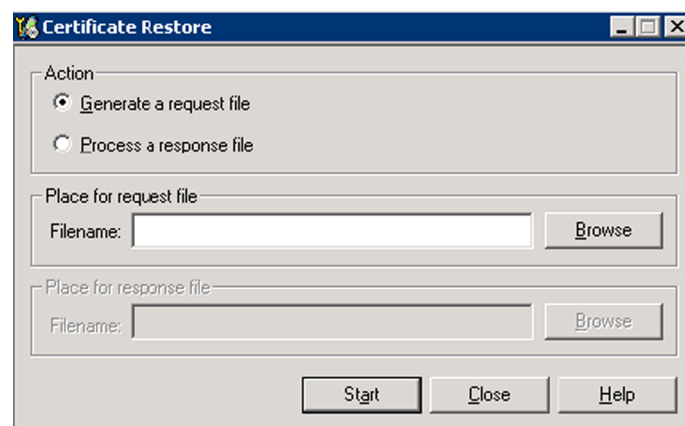 Certificate Restore
Action
Generate a request file
Process a response file
Place for request file
Filename:
Browse
Place for response file
Filename:
Browse
Start
Close
Help